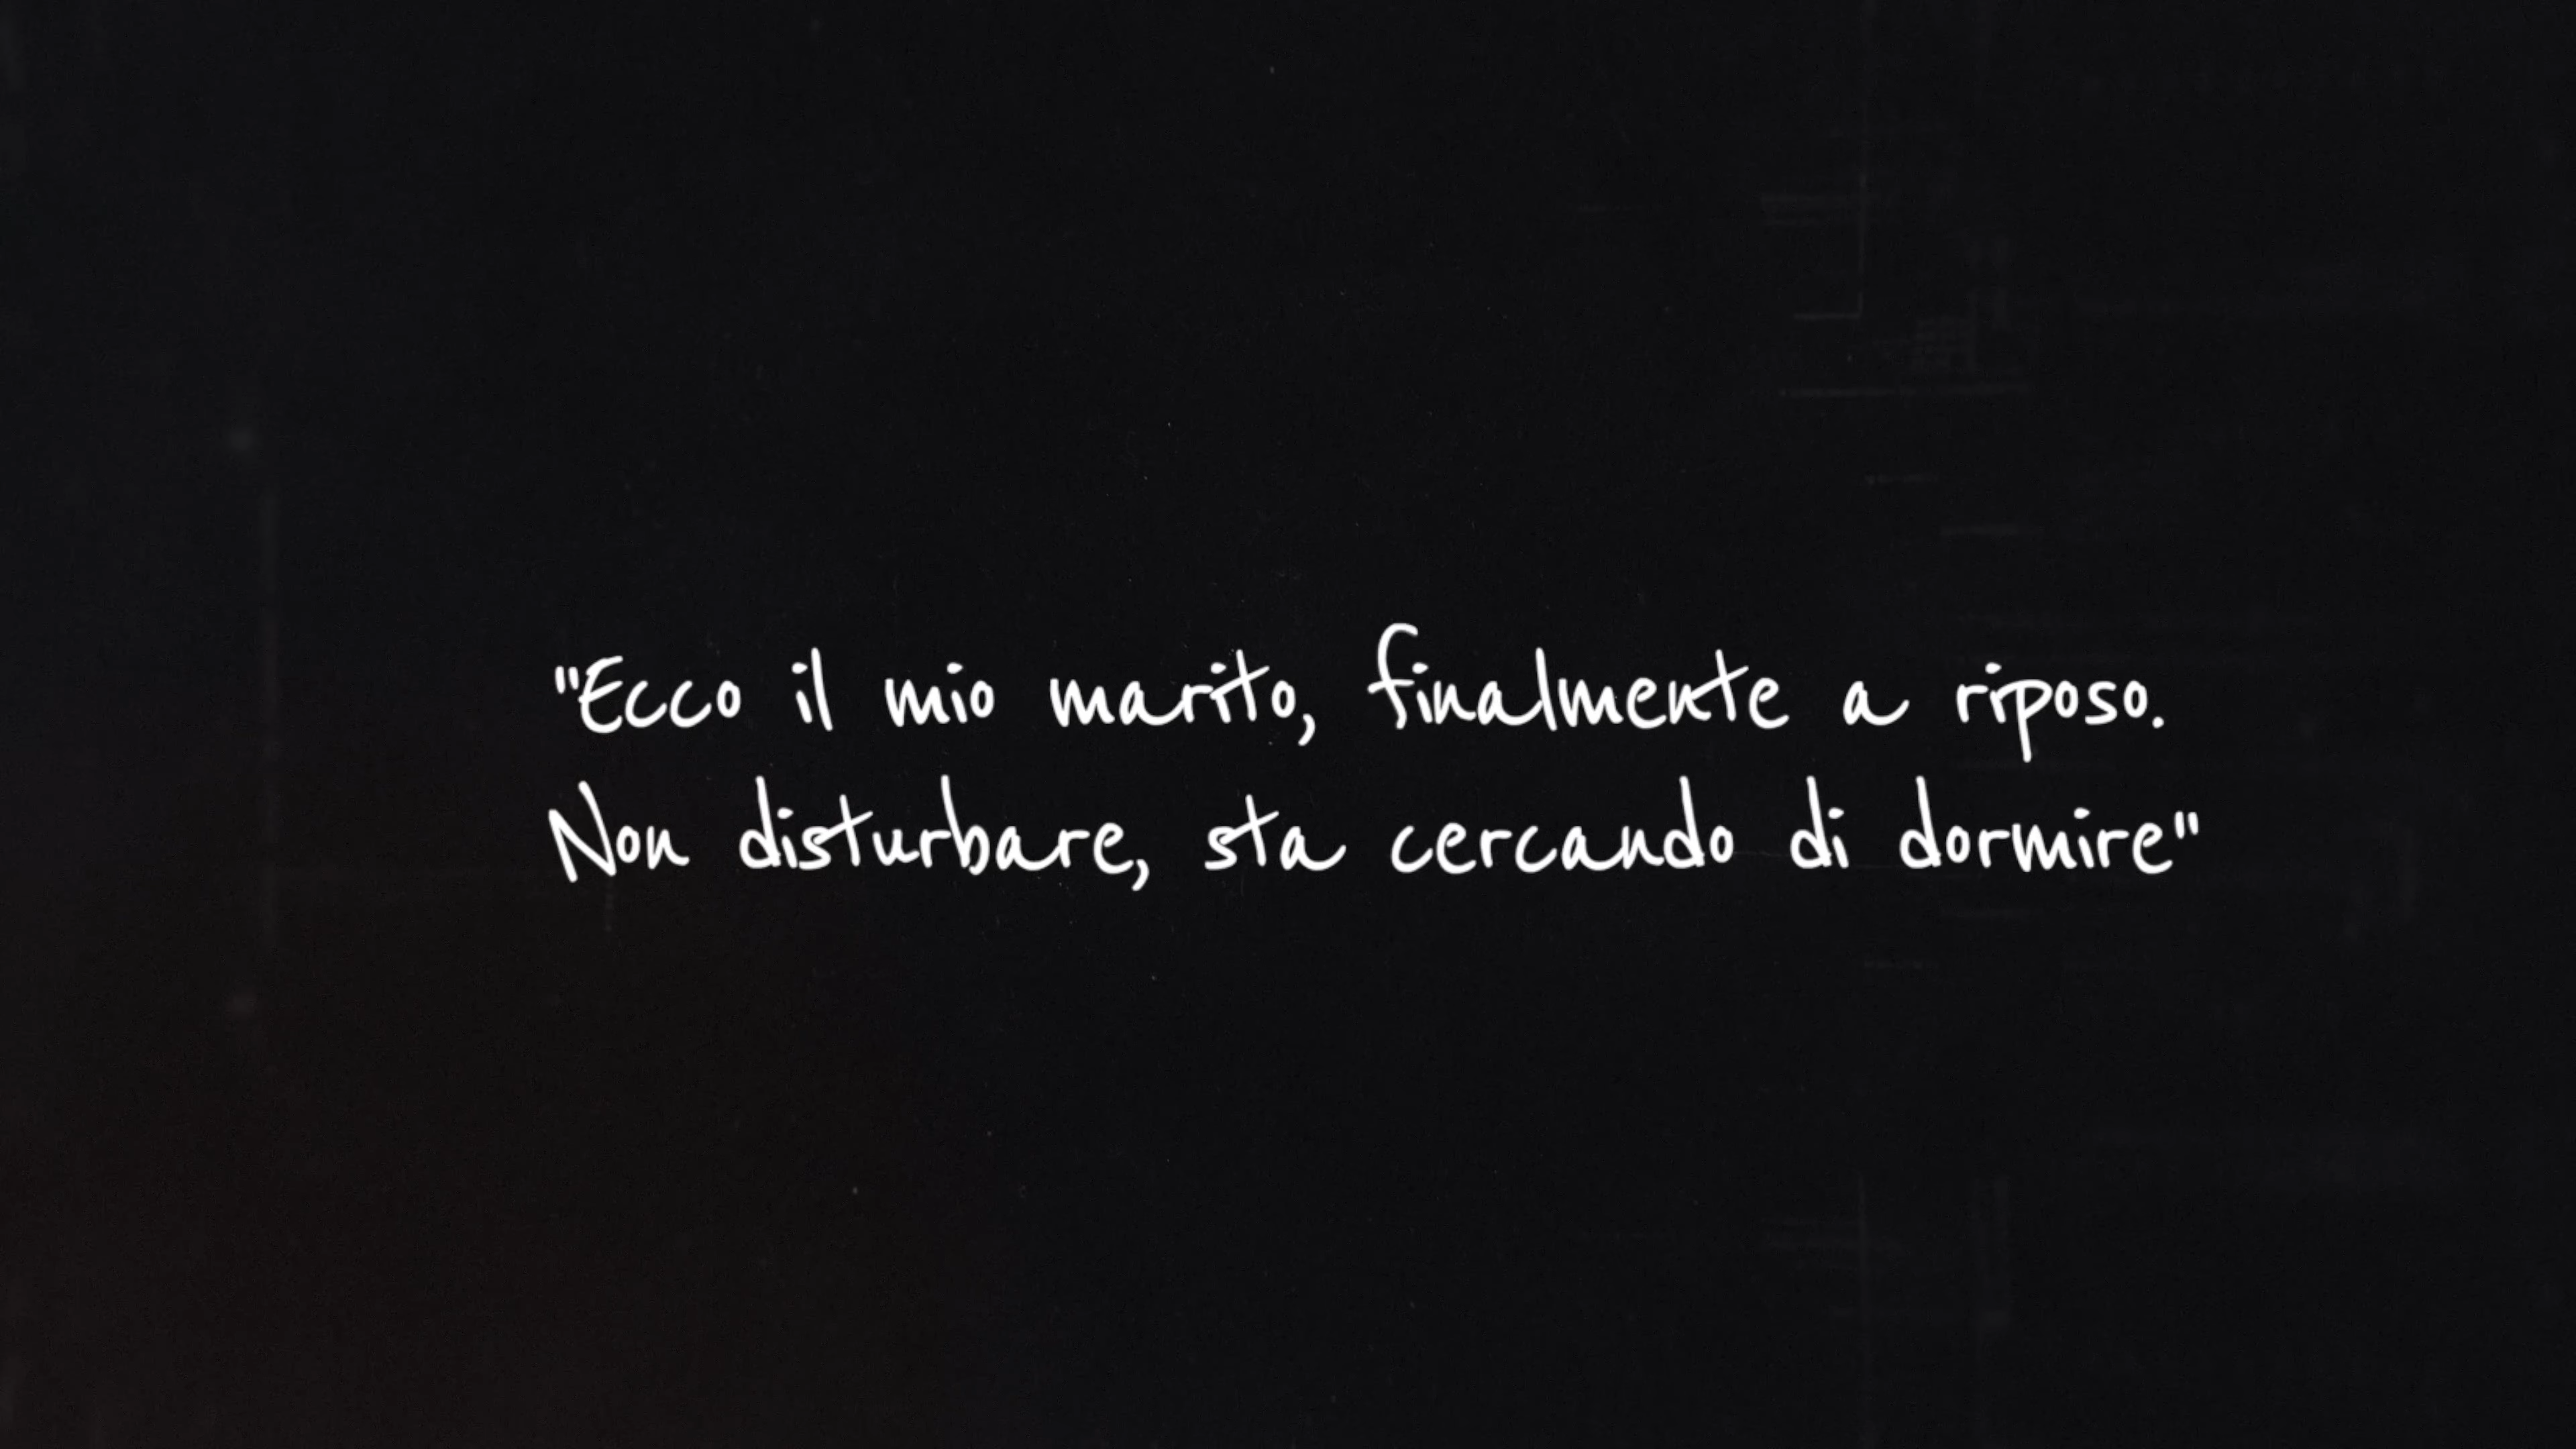 "Ecco il mio marito, finalmente a riposo.
Non disturbare, sta cercando di dormire"